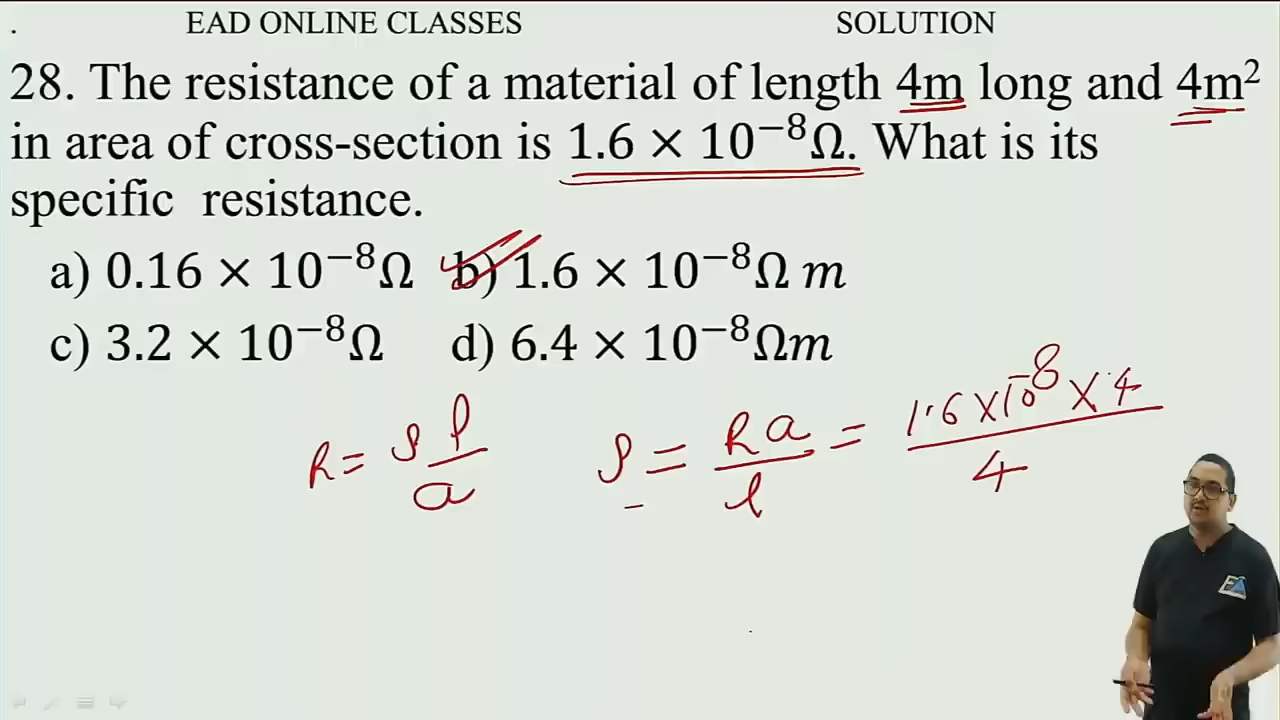 . EAD ONLINE CLASSES SOLUTION
28. The resistance of a material of length 4m long and 4m²
in area of cross-section is 1.6 × 10⁻⁸Ω. What is its
specific resistance.
a) 0.16 × 10⁻⁸Ω b) 1.6 × 10⁻⁸Ω m
c) 3.2 × 10⁻⁸Ω d) 6.4 × 10⁻⁸Ωm
R = ρ l/a ρ = Ra/l = 1.6 × 10⁻⁸ × 4/4
EA